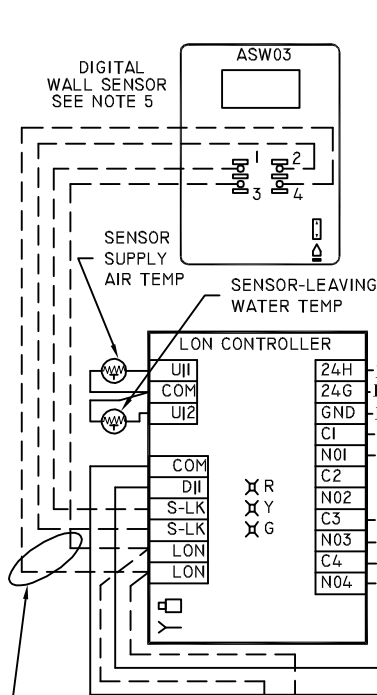 ASW03
DIGITAL
WALL SENSOR
SEE NOTE 5
1 2
3 4
SENSOR
SUPPLY
AIR TEMP
SENSOR-LEAVING
WATER TEMP
LON CONTROLLER
UI1
COM
UI2
COM
DI1
S-LK
S-LK
LON
LON
R
Y
G
24H
24G
GND
C1
NO1
C2
NO2
C3
NO3
C4
NO4